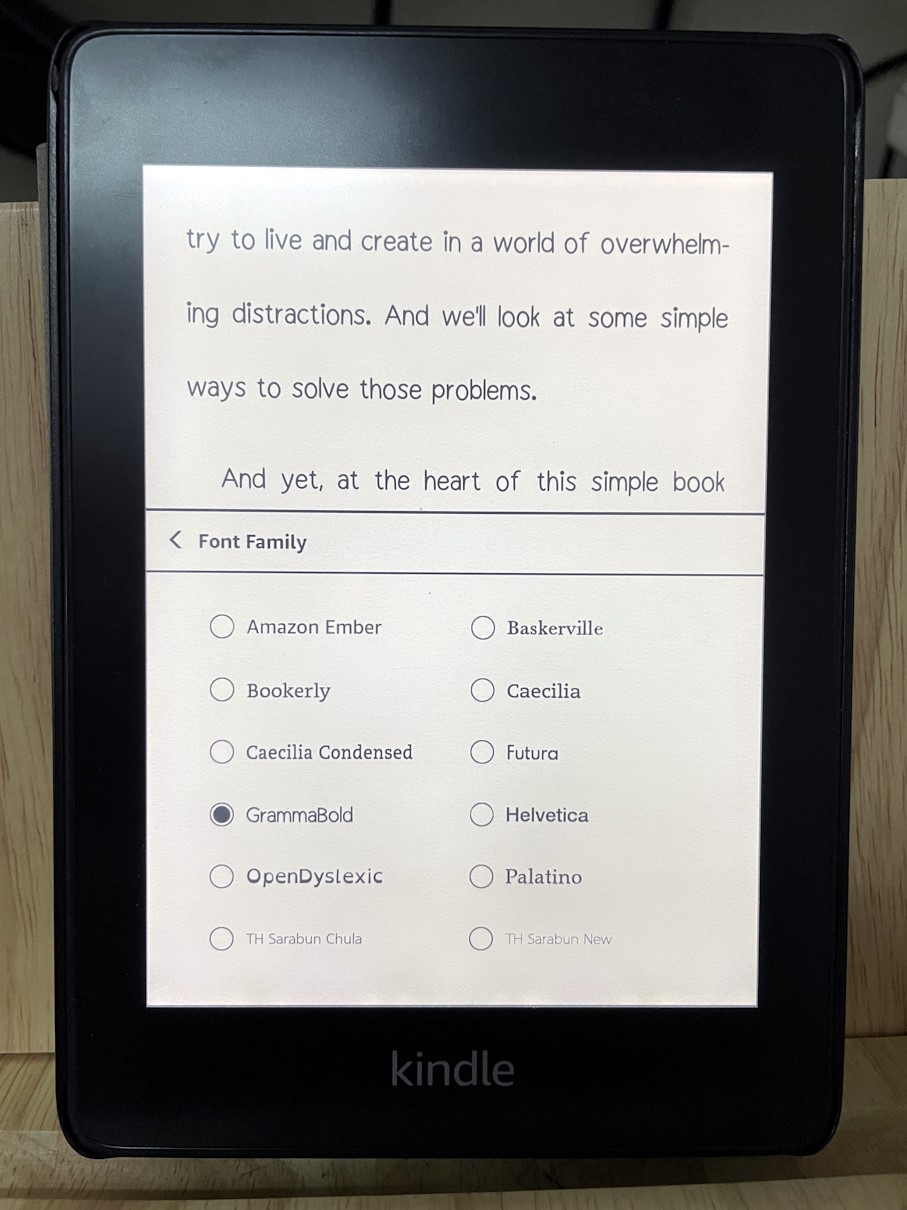 try to live and create in a world of overwhelm-
ing distractions. And we'll look at some simple
ways to solve those problems.
And yet, at the heart of this simple book
< Font Family
Amazon Ember
Baskerville
Bookerly
Caecilia
Caecilia Condensed
Futura
GrammaBold
Helvetica
OpenDyslexic
Palatino
TH Sarabun Chula
TH Sarabun New
kindle